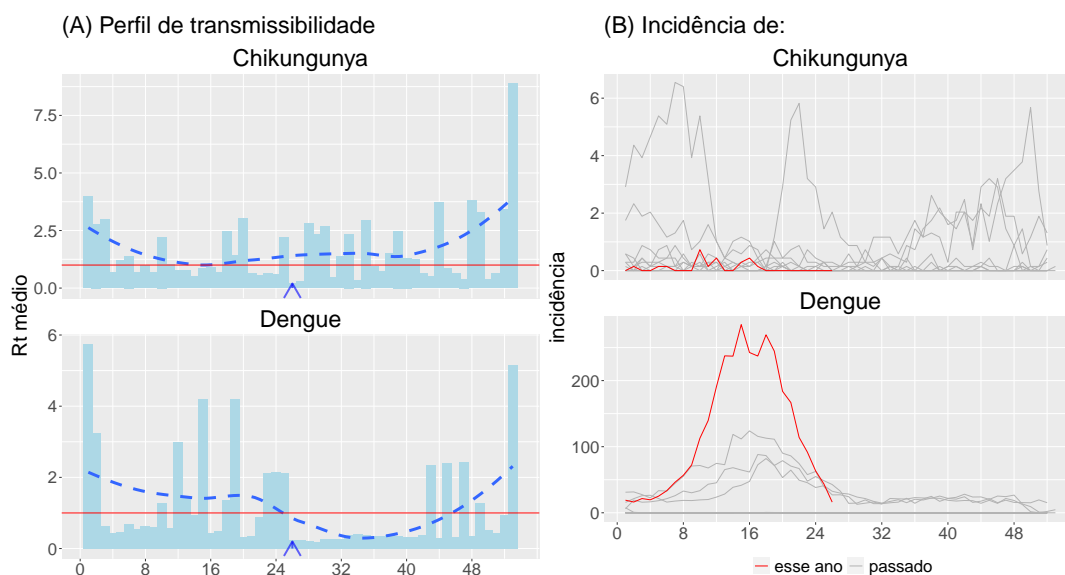 (A) Perfil de transmissibilidade
Chikungunya
7.5
5.0
2.5
0.0
Rt médio
Dengue
6
4
2
0
0 8 16 24 32 40 48
(B) Incidência de:
Chikungunya
6
4
2
0
incidência
Dengue
200
100
0
0 8 16 24 32 40 48
esse ano passado